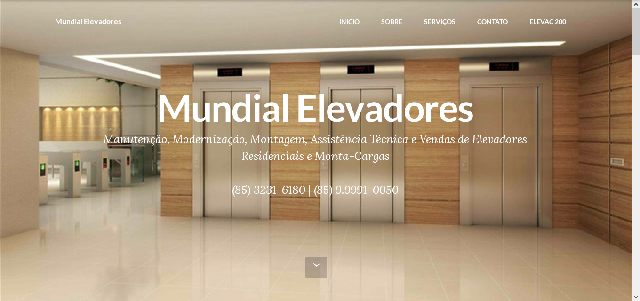 Mundial Elevadores
INICIO SOBRE SERVIÇOS CONTATO ELEVAC 200
Mundial Elevadores
Manutenção, Modernização, Montagem, Assistência Técnica e Vendas de Elevadores
Residenciais e Monta-Cargas
(85) 3231-6180 | (85) 9.9991-0050